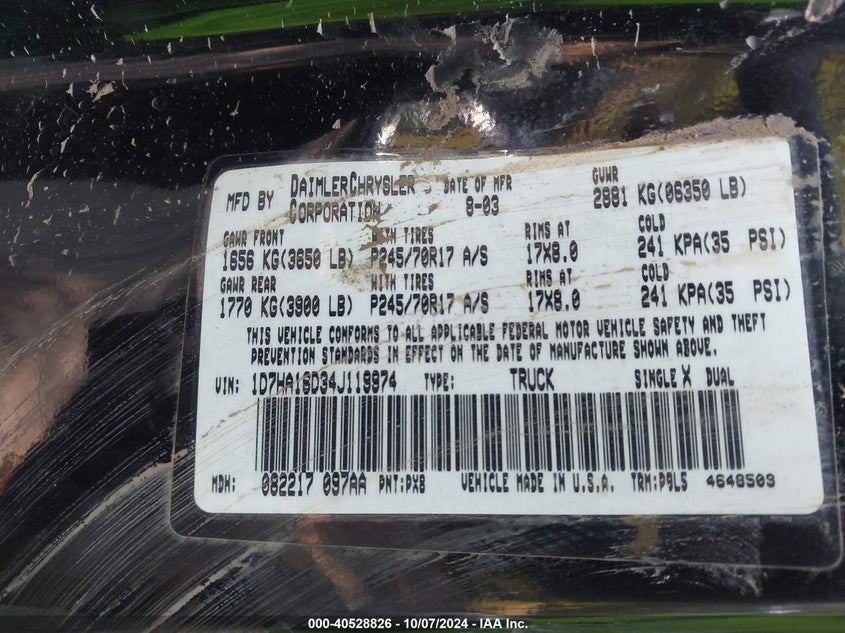 MFD BY DAIMLERCHRYSLER CORPORATION DATE OF MFR 8-03 GVWR 2881 KG(06350 LB)
GAWR FRONT WITH TIRES RIMS AT COLD
1656 KG(3650 LB) P245/70R17 A/S 17X8.0 241 KPA(35 PSI)
GAWR REAR WITH TIRES RIMS AT COLD
1770 KG(3900 LB) P245/70R17 A/S 17X8.0 241 KPA(35 PSI)
THIS VEHICLE CONFORMS TO ALL APPLICABLE FEDERAL MOTOR VEHICLE SAFETY AND THEFT
PREVENTION STANDARDS IN EFFECT ON THE DATE OF MANUFACTURE SHOWN ABOVE.
VIN: 1D7HA16D34J119974 TYPE: TRUCK SINGLE X DUAL
MDH: 082217 097AA PNT:PX8 VEHICLE MADE IN U.S.A. TRM:P9L5 4648503
000-40528826 - 10/07/2024 - IAA Inc.